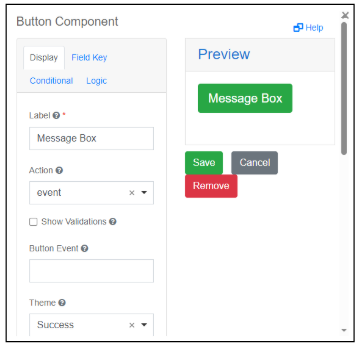 Button Component
Help
Display
Field Key
Conditional
Logic
Label *
Message Box
Action
event
Show Validations
Button Event
Theme
Success
Preview
Message Box
Save
Cancel
Remove